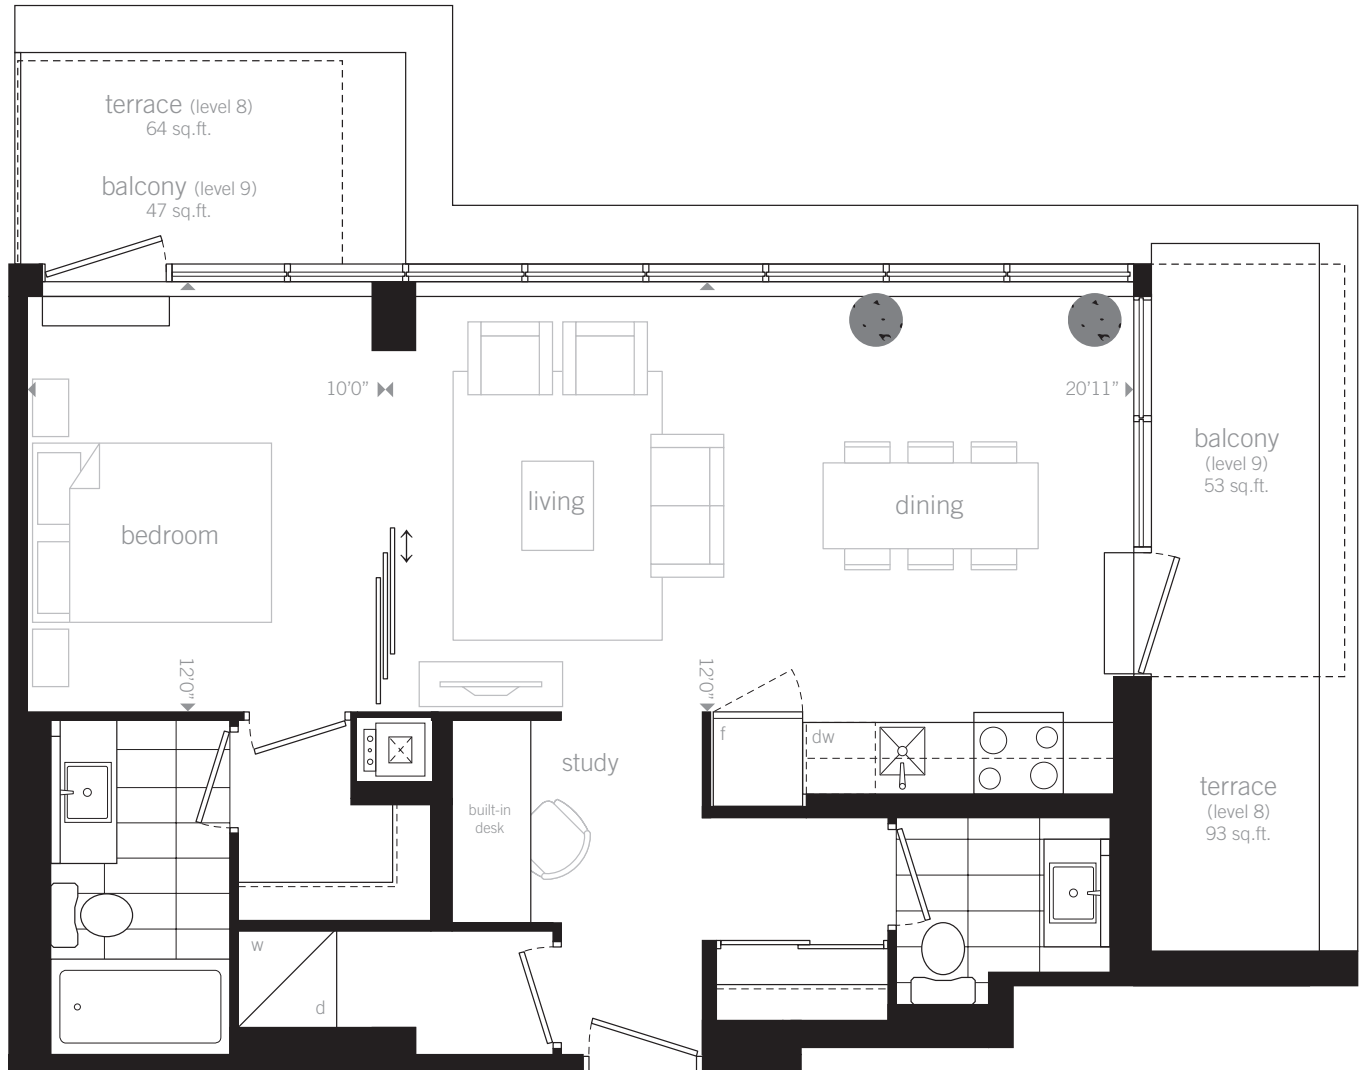 terrace (level 8)
64 sq.ft.
balcony (level 9)
47 sq.ft.
10'0"
20'11"
balcony
(level 9)
53 sq.ft.
living
dining
bedroom
12'0"
12'0"
f
dw
study
built-in
desk
terrace
(level 8)
93 sq.ft.
w
d